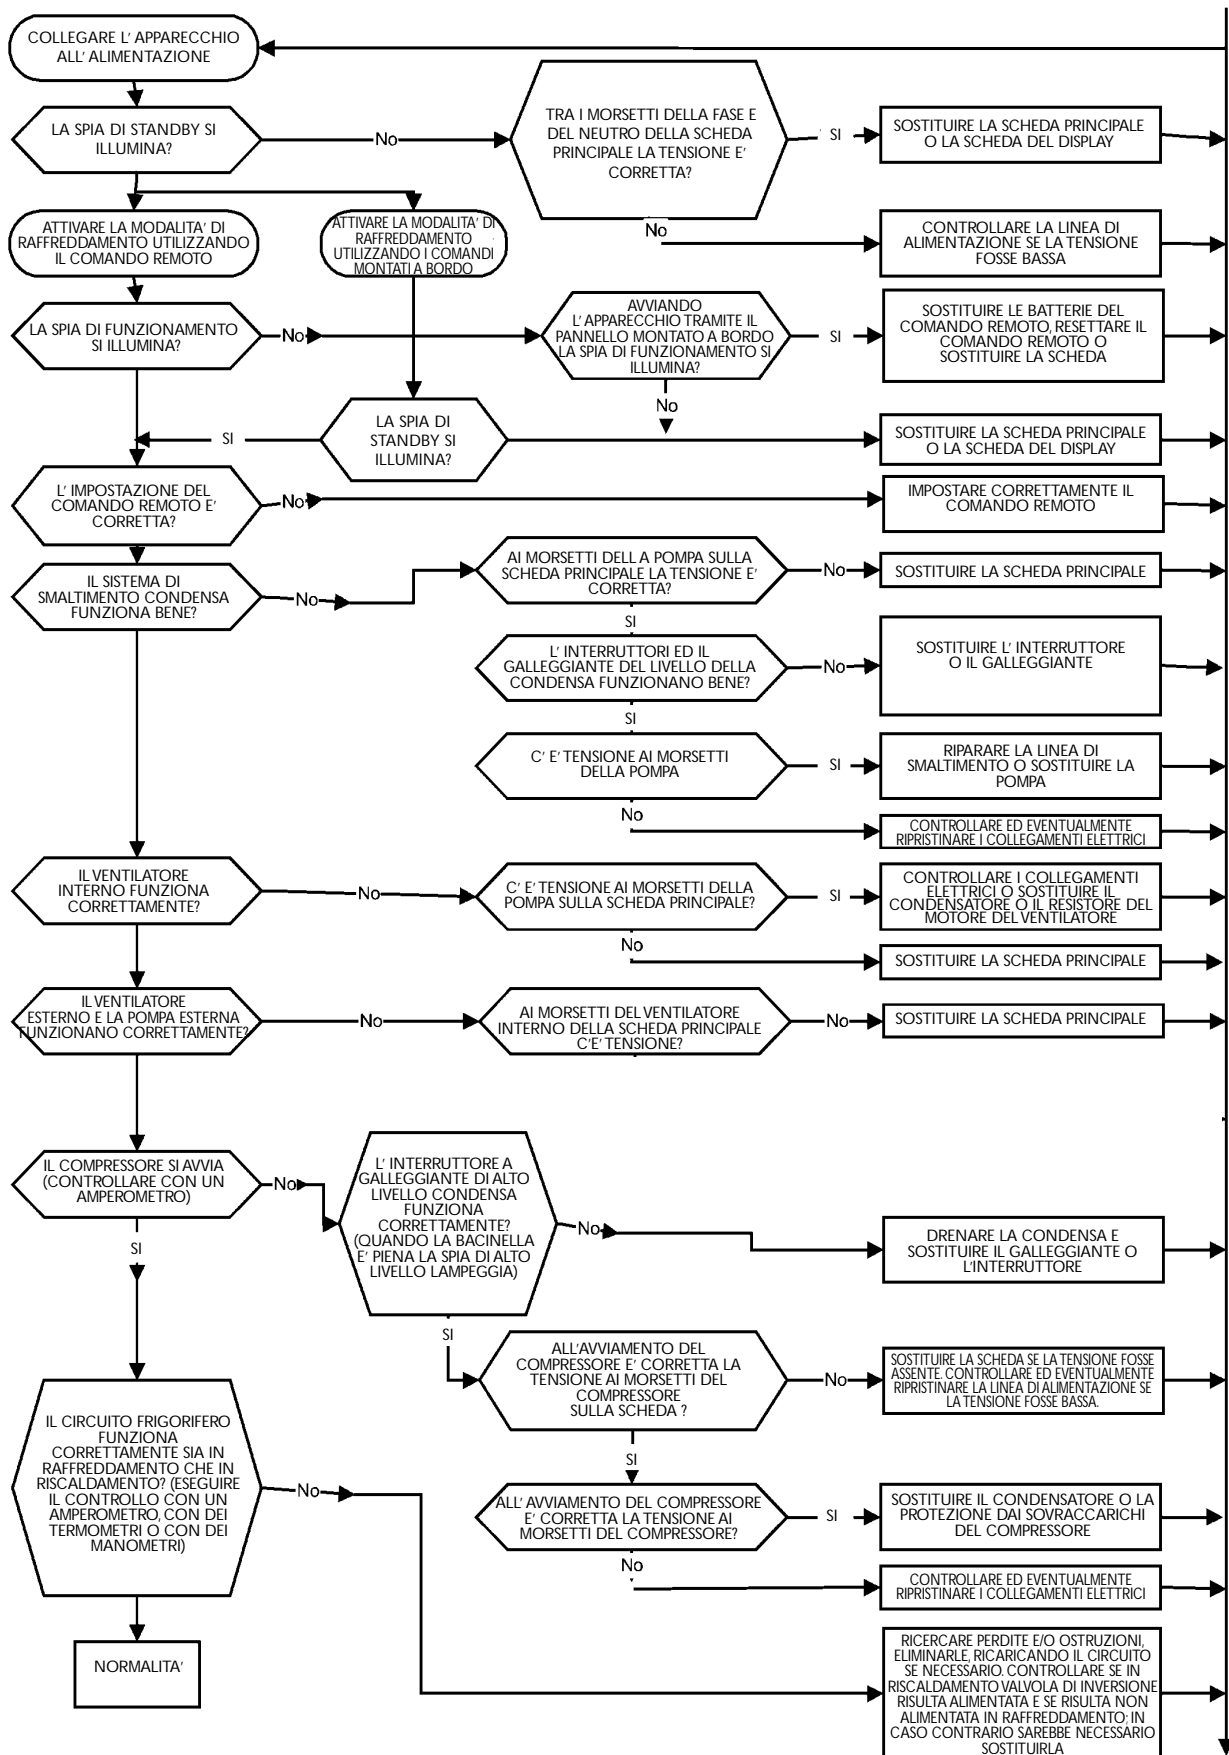 COLLEGARE L' APPARECCHIO
ALL' ALIMENTAZIONE
LA SPIA DI STANDBY SI
ILLUMINA?
No
TRA I MORSETTI DELLA FASE E
DEL NEUTRO DELLA SCHEDA
PRINCIPALE LA TENSIONE E'
CORRETTA?
SI
SOSTITUIRE LA SCHEDA PRINCIPALE
O LA SCHEDA DEL DISPLAY
No
CONTROLLARE LA LINEA DI
ALIMENTAZIONE SE LA TENSIONE
FOSSE BASSA
ATTIVARE LA MODALITA' DI
RAFFREDDAMENTO UTILIZZANDO
IL COMANDO REMOTO
ATTIVARE LA MODALITA' DI
RAFFREDDAMENTO
UTILIZZANDO I COMANDI
MONTATI A BORDO
LA SPIA DI FUNZIONAMENTO
SI ILLUMINA?
No
AVVIANDO
L'APPARECCHIO TRAMITE IL
PANNELLO MONTATO A BORDO
LA SPIA DI FUNZIONAMENTO SI
ILLUMINA?
SI
SOSTITUIRE LE BATTERIE DEL
COMANDO REMOTO, RESETTARE IL
COMANDO REMOTO O
SOSTITUIRE LA SCHEDA
No
SI
LA SPIA DI
STANDBY SI
ILLUMINA?
SOSTITUIRE LA SCHEDA PRINCIPALE
O LA SCHEDA DEL DISPLAY
L' IMPOSTAZIONE DEL
COMANDO REMOTO E'
CORRETTA?
No
IMPOSTARE CORRETTAMENTE IL
COMANDO REMOTO
IL SISTEMA DI
SMALTIMENTO CONDENSA
FUNZIONA BENE?
No
AI MORSETTI DELL A POMPA SULLA
SCHEDA PRINCIPALE LA TENSIONE E'
CORRETTA?
No
SOSTITUIRE LA SCHEDA PRINCIPALE
SI
L' INTERRUTTORI ED IL
GALLEGGIANTE DEL LIVELLO DELLA
CONDENSA FUNZIONANO BENE?
No
SOSTITUIRE L' INTERRUTTORE
O IL GALLEGGIANTE
SI
C' E' TENSIONE AI MORSETTI
DELLA POMPA
SI
RIPARARE LA LINEA DI
SMALTIMENTO O SOSTITUIRE LA
POMPA
No
CONTROLLARE ED EVENTUALMENTE
RIPRISTINARE I COLLEGAMENTI ELETTRICI
IL VENTILATORE
INTERNO FUNZIONA
CORRETTAMENTE?
No
C' E' TENSIONE AI MORSETTI DELLA
POMPA SULLA SCHEDA PRINCIPALE?
SI
CONTROLLARE I COLLEGAMENTI
ELETTRICI O SOSTITUIRE IL
CONDENSATORE O IL RESISTORE DEL
MOTORE DEL VENTILATORE
No
SOSTITUIRE LA SCHEDA PRINCIPALE
IL VENTILATORE
ESTERNO E LA POMPA ESTERNA
FUNZIONANO CORRETTAMENTE?
No
AI MORSETTI DEL VENTILATORE
INTERNO DELLA SCHEDA PRINCIPALE
C'E' TENSIONE?
No
SOSTITUIRE LA SCHEDA PRINCIPALE
IL COMPRESSORE SI AVVIA
(CONTROLLARE CON UN
AMPEROMETRO)
No
L' INTERRUTTORE A
GALLEGGIANTE DI ALTO
LIVELLO CONDENSA
FUNZIONA
CORRETTAMENTE?
(QUANDO LA BACINELLA
E' PIENA LA SPIA DI ALTO
LIVELLO LAMPEGGIA)
No
DRENARE LA CONDENSA E
SOSTITUIRE IL GALLEGGIANTE O
L'INTERRUTTORE
SI
SI
ALL'AVVIAMENTO DEL
COMPRESSORE E' CORRETTA LA
TENSIONE AI MORSETTI DEL
COMPRESSORE
SULLA SCHEDA ?
No
SOSTITUIRE LA SCHEDA SE LA TENSIONE FOSSE
ASSENTE. CONTROLLARE ED EVENTUALMENTE
RIPRISTINARE LA LINEA DI ALIMENTAZIONE SE
LA TENSIONE FOSSE BASSA.
SI
IL CIRCUITO FRIGORIFERO
FUNZIONA
CORRETTAMENTE SIA IN
RAFFREDDAMENTO CHE IN
RISCALDAMENTO? (ESEGUIRE
IL CONTROLLO CON UN
AMPEROMETRO, CON DEI
TERMOMETRI O CON DEI
MANOMETRI)
No
ALL' AVVIAMENTO DEL COMPRESSORE
E' CORRETTA LA TENSIONE AI
MORSETTI DEL COMPRESSORE?
SI
SOSTITUIRE IL CONDENSATORE O LA
PROTEZIONE DAI SOVRACCARICHI
DEL COMPRESSORE
No
CONTROLLARE ED EVENTUALMENTE
RIPRISTINARE I COLLEGAMENTI ELETTRICI
NORMALITA'
RICERCARE PERDITE E/O OSTRUZIONI,
ELIMINARLE, RICARICANDO IL CIRCUITO
SE NECESSARIO. CONTROLLARE SE IN
RISCALDAMENTO VALVOLA DI INVERSIONE
RISULTA ALIMENTATA E SE RISULTA NON
ALIMENTATA IN RAFFREDDAMENTO; IN
CASO CONTRARIO SAREBBE NECESSARIO
SOSTITUIRLA